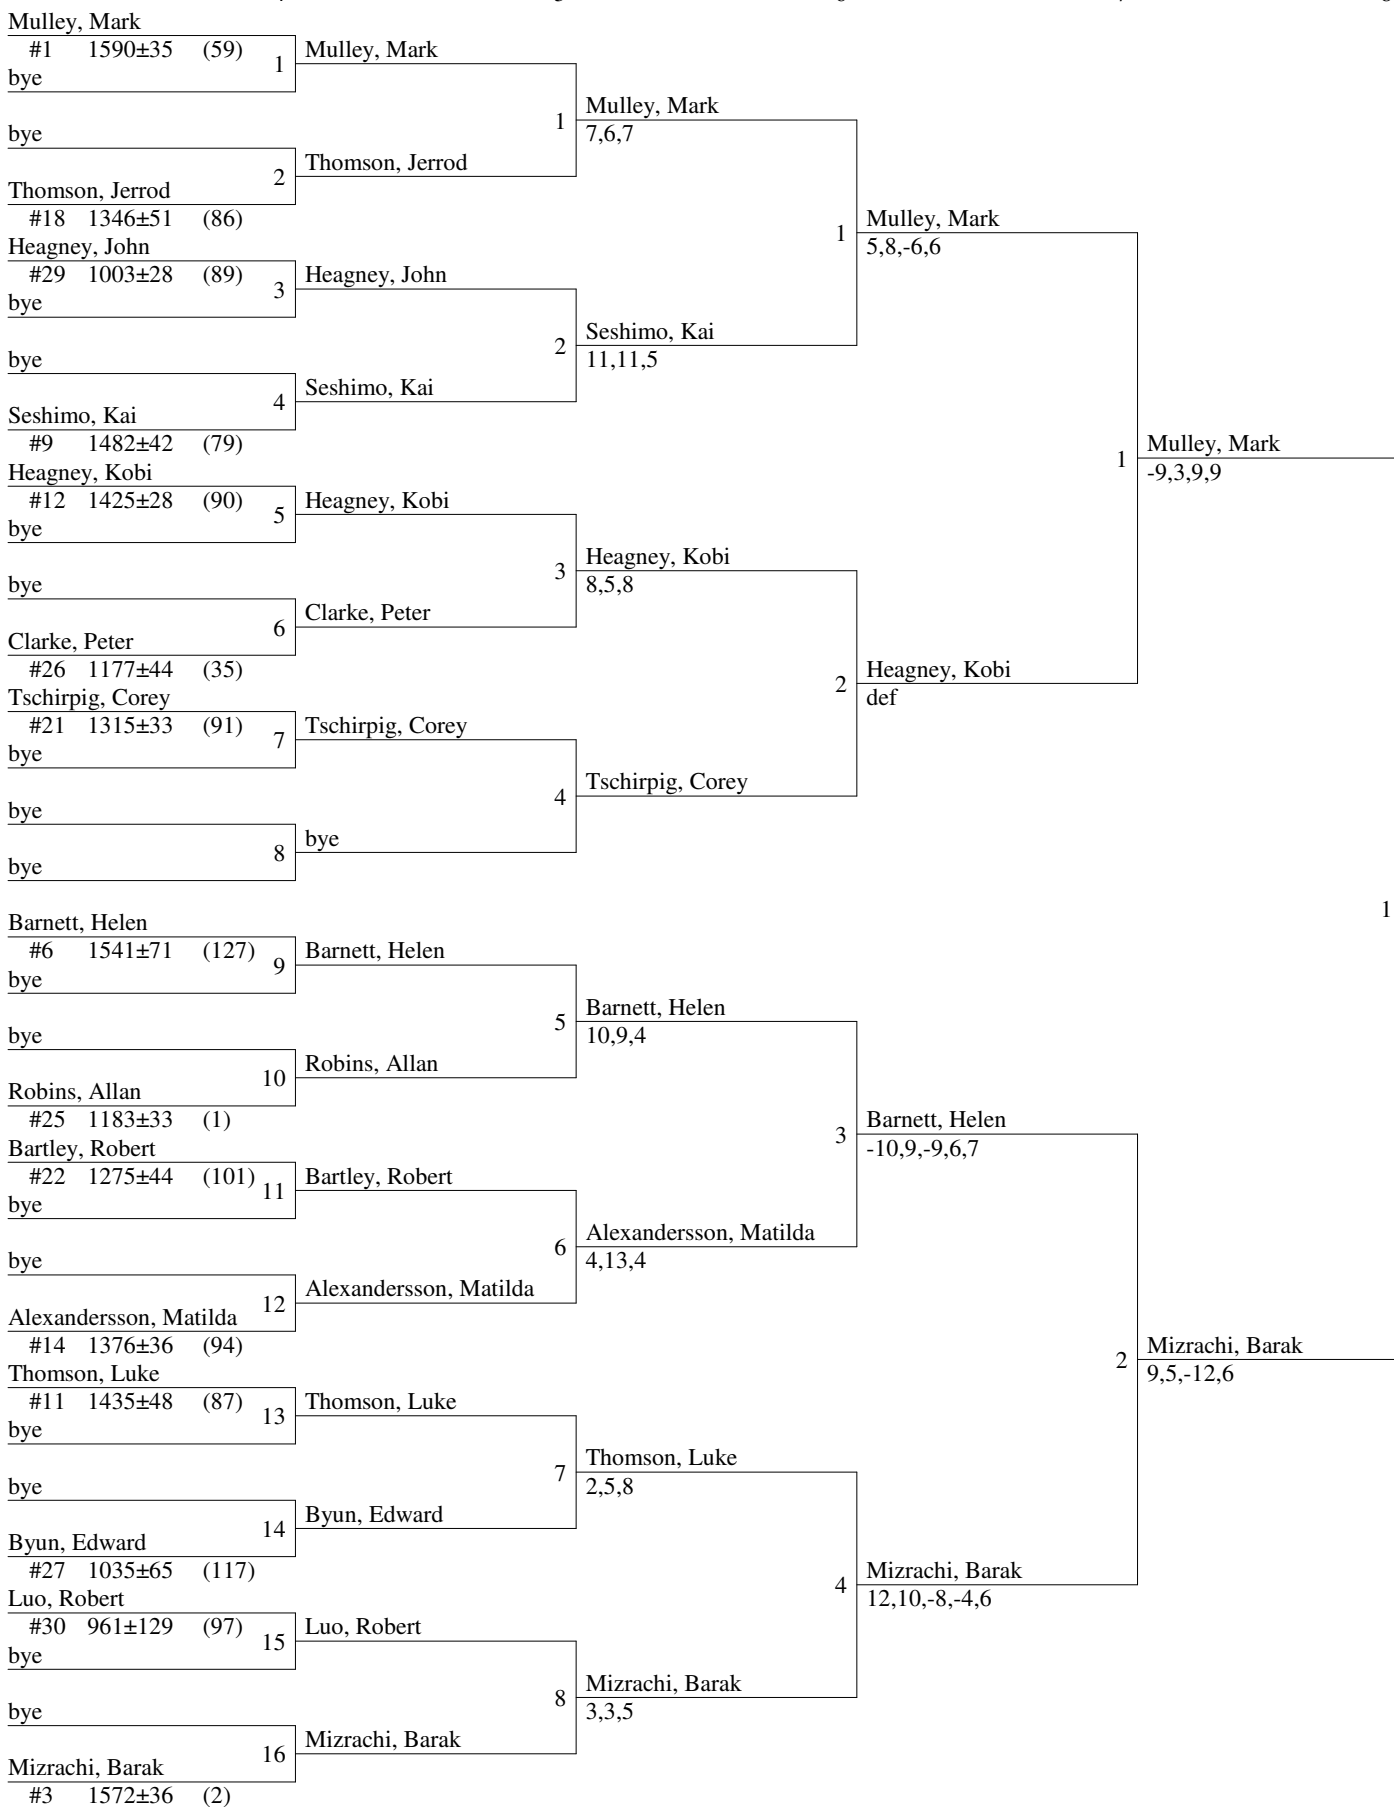 Mulley, Mark
#1 1590±35 (59)
bye
1
Mulley, Mark
bye
Thomson, Jerrod
#18 1346±51 (86)
2
Thomson, Jerrod
1
Mulley, Mark
7,6,7
Heagney, John
#29 1003±28 (89)
bye
3
Heagney, John
bye
Seshimo, Kai
#9 1482±42 (79)
4
Seshimo, Kai
2
Seshimo, Kai
11,11,5
1
Mulley, Mark
5,8,-6,6
Heagney, Kobi
#12 1425±28 (90)
bye
5
Heagney, Kobi
bye
Clarke, Peter
#26 1177±44 (35)
6
Clarke, Peter
3
Heagney, Kobi
8,5,8
Tschirpig, Corey
#21 1315±33 (91)
bye
7
Tschirpig, Corey
bye
bye
8
bye
4
Tschirpig, Corey
2
Heagney, Kobi
def
1
Mulley, Mark
-9,3,9,9
1
Barnett, Helen
#6 1541±71 (127)
bye
9
Barnett, Helen
bye
Robins, Allan
#25 1183±33 (1)
10
Robins, Allan
5
Barnett, Helen
10,9,4
Bartley, Robert
#22 1275±44 (101)
bye
11
Bartley, Robert
bye
Alexandersson, Matilda
#14 1376±36 (94)
12
Alexandersson, Matilda
6
Alexandersson, Matilda
4,13,4
3
Barnett, Helen
-10,9,-9,6,7
Thomson, Luke
#11 1435±48 (87)
bye
13
Thomson, Luke
bye
Byun, Edward
#27 1035±65 (117)
14
Byun, Edward
7
Thomson, Luke
2,5,8
Luo, Robert
#30 961±129 (97)
bye
15
Luo, Robert
bye
Mizrachi, Barak
#3 1572±36 (2)
16
Mizrachi, Barak
8
Mizrachi, Barak
3,3,5
4
Mizrachi, Barak
12,10,-8,-4,6
2
Mizrachi, Barak
9,5,-12,6